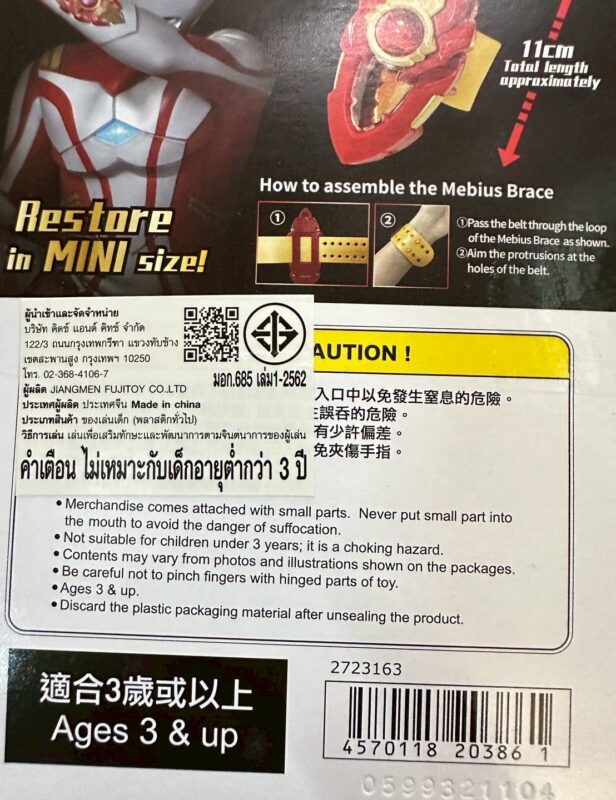 11cm
Total length
approximately
How to assemble the Mebius Brace
Restore
in MINI size!
①
②
①Pass the belt through the loop
of the Mebius Brace as shown.
②Aim the protrusions at the
holes of the belt.
ผู้นำเข้าและจัดจำหน่าย
บริษัท คิดซ์ แอนด์ คิทซ์ จำกัด
122/3 ถนนกรุงเทพกรีฑา แขวงทับช้าง
เขตสะพานสูง กรุงเทพฯ 10250
โทร. 02-368-4106-7
มอก.685 เล่ม1-2562
ผู้ผลิต JIANGMEN FUJITOY CO.LTD
ประเทศผู้ผลิต ประเทศจีน Made in china
ประเภทสินค้า ของเล่นเด็ก (พลาสติกทั่วไป)
วิธีการเล่น เล่นเพื่อเสริมทักษะและพัฒนาการตามจินตนาการของผู้เล่น
คำเตือน ไม่เหมาะกับเด็กอายุต่ำกว่า 3 ปี
AUTION !
入口中以免發生窒息的危險。
誤吞的危險。
有少許偏差。
免夾傷手指。
•Merchandise comes attached with small parts. Never put small part into
the mouth to avoid the danger of suffocation.
•Not suitable for children under 3 years; it is a choking hazard.
•Contents may vary from photos and illustrations shown on the packages.
•Be careful not to pinch fingers with hinged parts of toy.
•Ages 3 & up.
•Discard the plastic packaging material after unsealing the product.
適合3歲或以上
Ages 3 & up
2723163
4570118 20386 1
0599321104